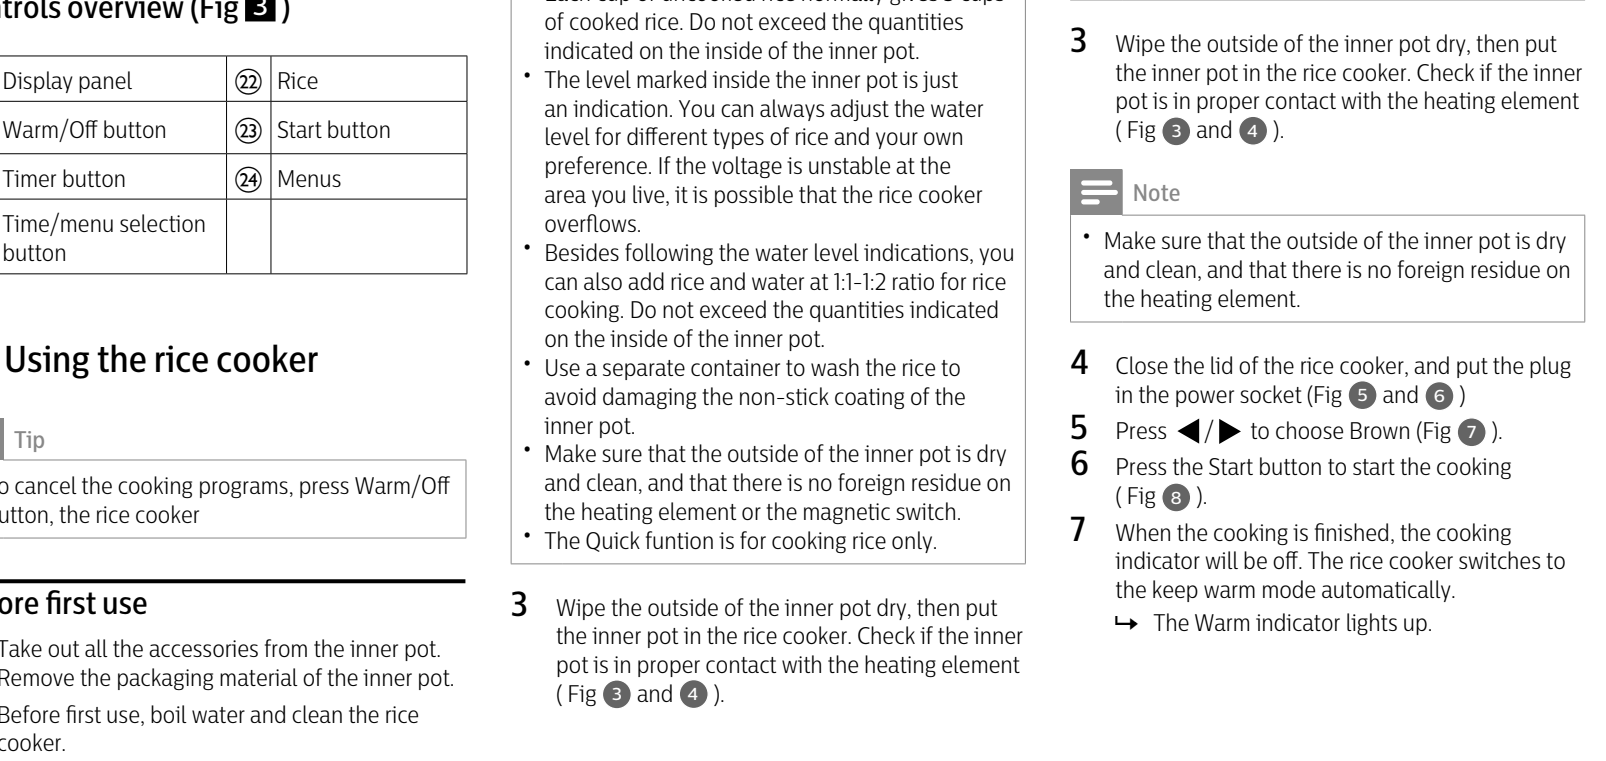 ntrols overview (Fig 3 )
Display panel 22 Rice
Warm/Off button 23 Start button
Timer button 24 Menus
Time/menu selection
button
Using the rice cooker
Tip
o cancel the cooking programs, press Warm/Off
utton, the rice cooker
ore first use
Take out all the accessories from the inner pot.
Remove the packaging material of the inner pot.
Before first use, boil water and clean the rice
cooker.
of cooked rice. Do not exceed the quantities
indicated on the inside of the inner pot.
• The level marked inside the inner pot is just
an indication. You can always adjust the water
level for different types of rice and your own
preference. If the voltage is unstable at the
area you live, it is possible that the rice cooker
overflows.
• Besides following the water level indications, you
can also add rice and water at 1:1-1:2 ratio for rice
cooking. Do not exceed the quantities indicated
on the inside of the inner pot.
• Use a separate container to wash the rice to
avoid damaging the non-stick coating of the
inner pot.
• Make sure that the outside of the inner pot is dry
and clean, and that there is no foreign residue on
the heating element or the magnetic switch.
• The Quick funtion is for cooking rice only.
3 Wipe the outside of the inner pot dry, then put
the inner pot in the rice cooker. Check if the inner
pot is in proper contact with the heating element
( Fig 3 and 4 ).
3 Wipe the outside of the inner pot dry, then put
the inner pot in the rice cooker. Check if the inner
pot is in proper contact with the heating element
( Fig 3 and 4 ).
Note
• Make sure that the outside of the inner pot is dry
and clean, and that there is no foreign residue on
the heating element.
4 Close the lid of the rice cooker, and put the plug
in the power socket (Fig 5 and 6 )
5 Press ◀/▶ to choose Brown (Fig 7 ).
6 Press the Start button to start the cooking
( Fig 8 ).
7 When the cooking is finished, the cooking
indicator will be off. The rice cooker switches to
the keep warm mode automatically.
↳ The Warm indicator lights up.